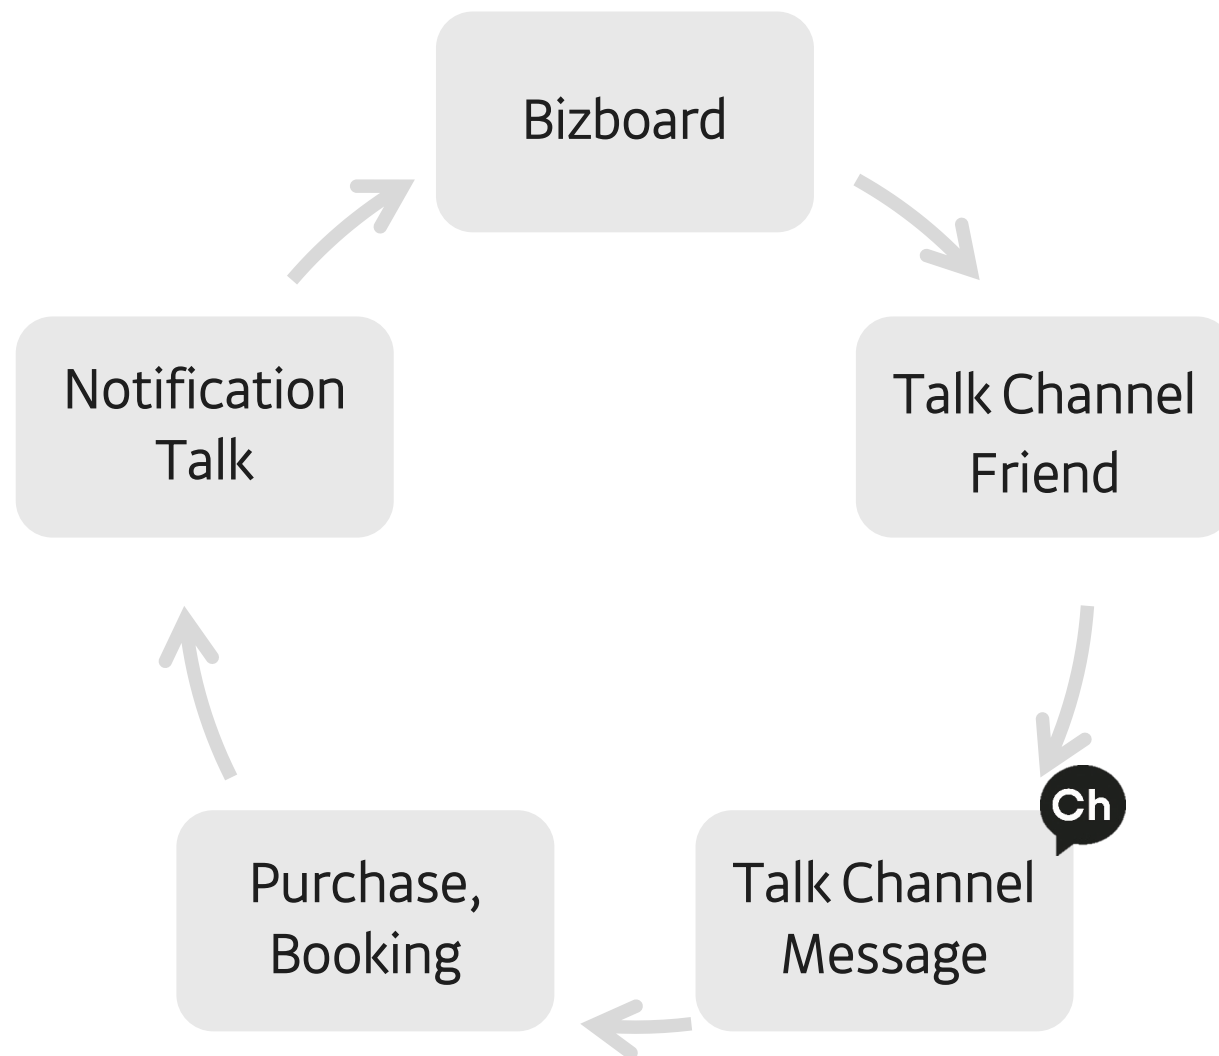 Bizboard
Notification
Talk
Talk Channel
Friend
Ch
Purchase,
Booking
Talk Channel
Message